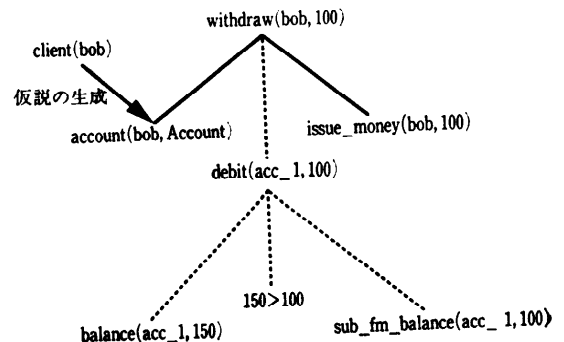 withdraw(bob, 100)
client(bob)
仮説の生成
account(bob, Account)
issue_money(bob, 100)
debit(acc_1, 100)
150>100
balance(acc_1, 150)
sub_fm_balance(acc_ 1, 100)